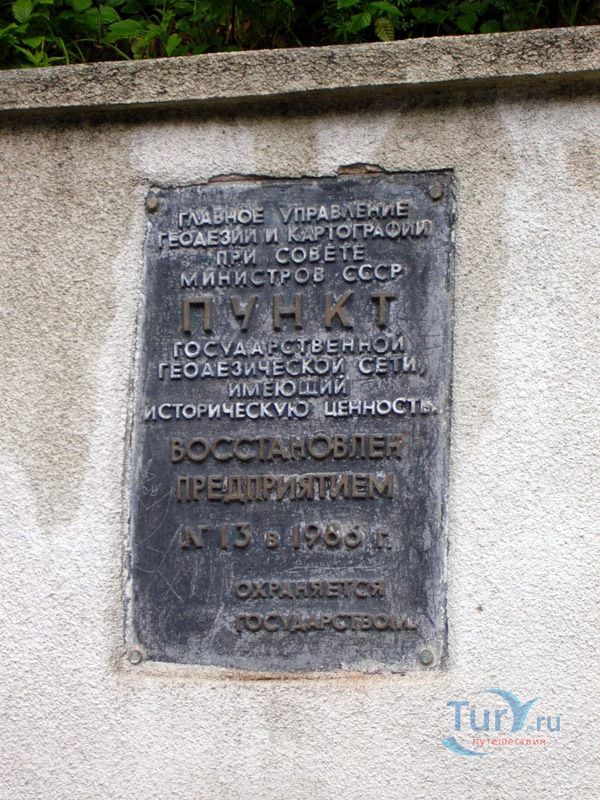 ГЛАВНОЕ УПРАВЛЕНИЕ
ГЕОДЕЗИИ И КАРТОГРАФИИ
ПРИ СОВЕТЕ
МИНИСТРОВ СССР
ПУНКТ
ГОСУДАРСТВЕННОЙ
ГЕОДЕЗИЧЕСКОЙ СЕТИ,
ИМЕЮЩИЙ
ИСТОРИЧЕСКУЮ ЦЕННОСТЬ.
ВОССТАНОВЛЕН
ПРЕДПРИЯТИЕМ
N 13 в 1986 г.
ОХРАНЯЕТСЯ
ГОСУДАРСТВОМ.
Tury.ru
путешествия